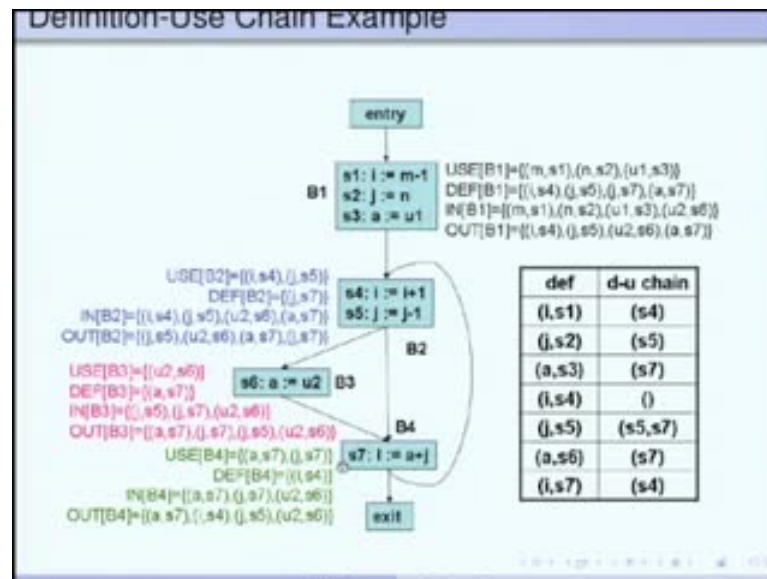 Definition-Use Chain Example
entry
B1
s1: i := m-1
s2: j := n
s3: a := u1
USE[B1]={(m,s1),(n,s2),(u1,s3)}
DEF[B1]={(i,s4),(j,s5),(j,s7),(a,s7)}
IN[B1]={(m,s1),(n,s2),(u1,s3),(u2,s6)}
OUT[B1]={(i,s4),(j,s5),(u2,s6),(a,s7)}
USE[B2]={(i,s4),(j,s5)}
DEF[B2]={(j,s7)}
IN[B2]={(i,s4),(j,s5),(u2,s6),(a,s7)}
OUT[B2]={(j,s5),(u2,s6),(a,s7),(j,s7)}
s4: i := i+1
s5: j := j-1
B2
USE[B3]={(u2,s6)}
DEF[B3]={(a,s7)}
IN[B3]={(j,s5),(j,s7),(u2,s6)}
OUT[B3]={(a,s7),(j,s7),(j,s5),(u2,s6)}
s6: a := u2
B3
B4
s7: i := a+j
USE[B4]={(a,s7),(j,s7)}
DEF[B4]={(i,s4)}
IN[B4]={(a,s7),(j,s7),(u2,s6)}
OUT[B4]={(a,s7),(i,s4),(j,s5),(u2,s6)}
exit
def d-u chain
(i,s1) (s4)
(j,s2) (s5)
(a,s3) (s7)
(i,s4) ()
(j,s5) (s5,s7)
(a,s6) (s7)
(i,s7) (s4)